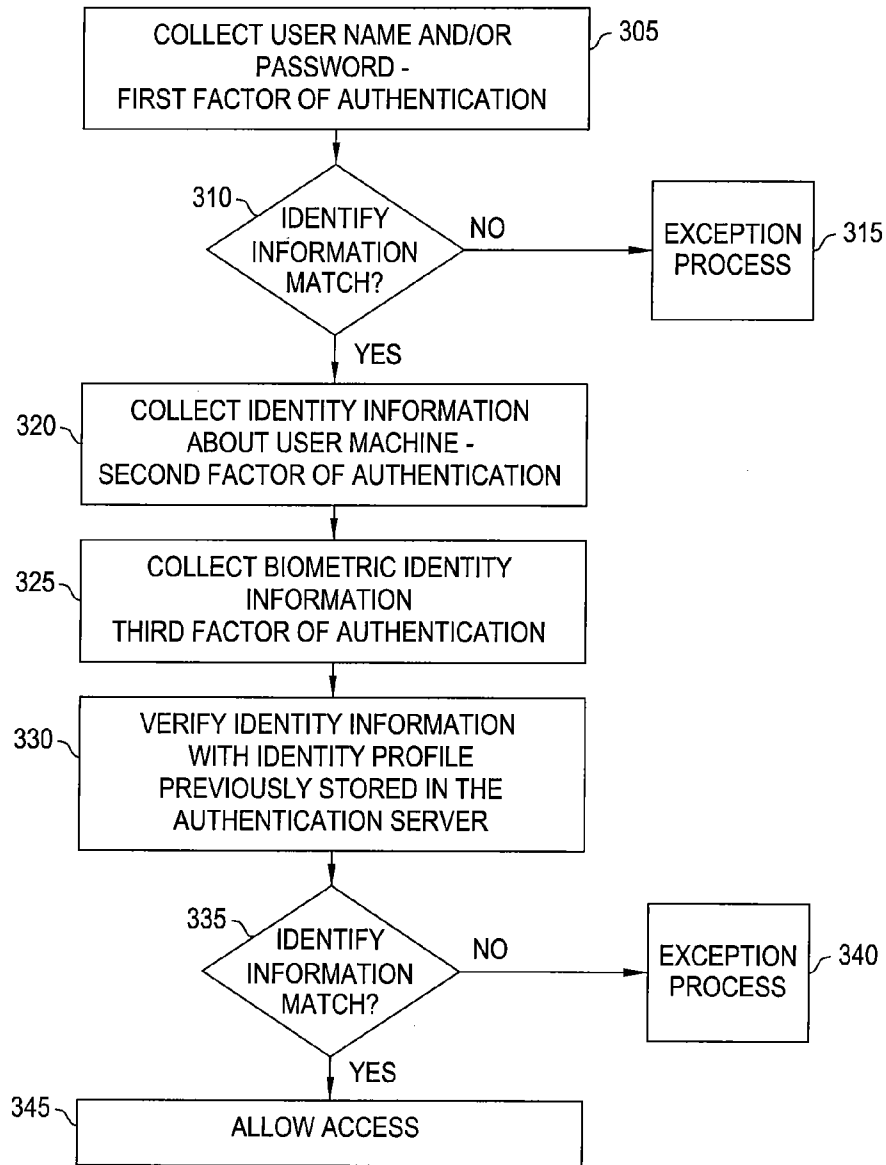 COLLECT USER NAME AND/OR
PASSWORD -
FIRST FACTOR OF AUTHENTICATION
305
310
IDENTIFY
INFORMATION
MATCH?
NO
EXCEPTION
PROCESS
315
YES
320
COLLECT IDENTITY INFORMATION
ABOUT USER MACHINE -
SECOND FACTOR OF AUTHENTICATION
325
COLLECT BIOMETRIC IDENTITY
INFORMATION
THIRD FACTOR OF AUTHENTICATION
330
VERIFY IDENTITY INFORMATION
WITH IDENTITY PROFILE
PREVIOUSLY STORED IN THE
AUTHENTICATION SERVER
335
IDENTIFY
INFORMATION
MATCH?
NO
EXCEPTION
PROCESS
340
YES
345
ALLOW ACCESS